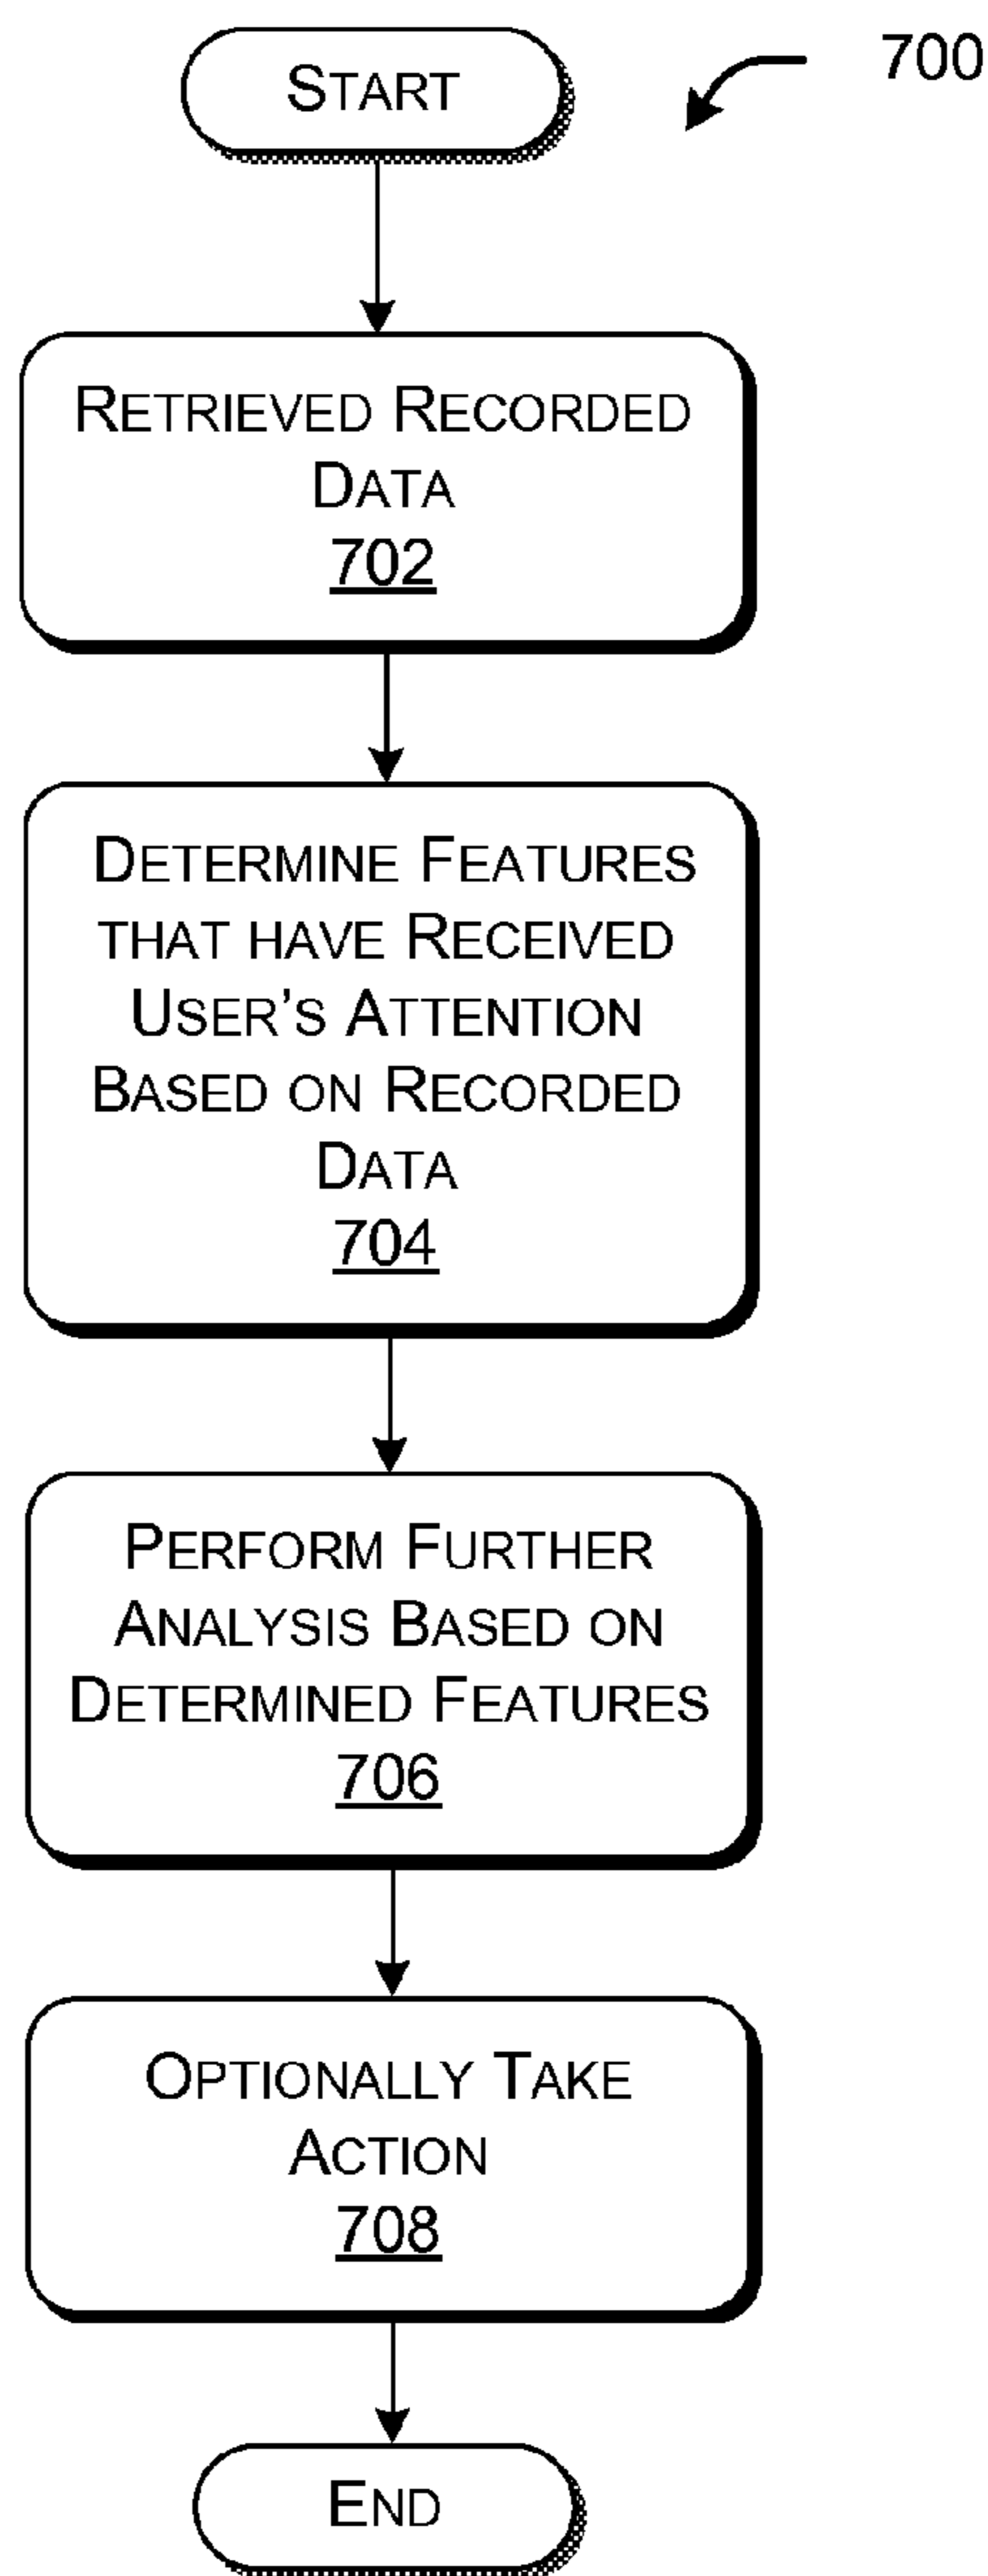 START
700
RETRIEVED RECORDED
DATA
702
DETERMINE FEATURES
THAT HAVE RECEIVED
USER'S ATTENTION
BASED ON RECORDED
DATA
704
PERFORM FURTHER
ANALYSIS BASED ON
DETERMINED FEATURES
706
OPTIONALLY TAKE
ACTION
708
END